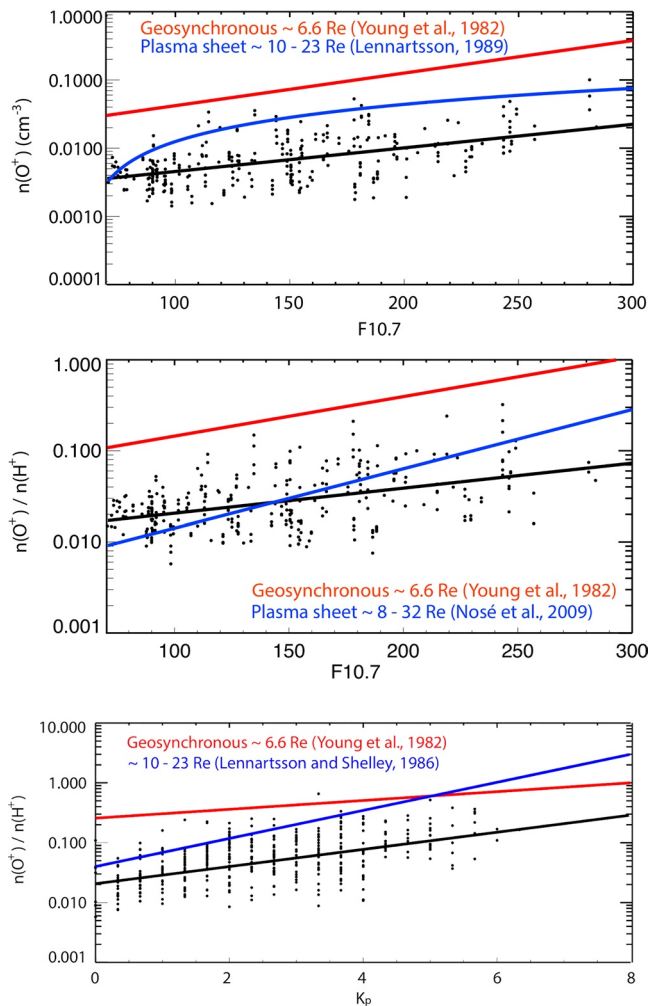 Geosynchronous ~ 6.6 Re (Young et al., 1982)
Plasma sheet ~ 10 - 23 Re (Lennartsson, 1989)
n(O⁺) (cm⁻³)
1.0000
0.1000
0.0100
0.0010
0.0001
100 150 200 250 300
F10.7
n(O⁺) / n(H⁺)
1.000
0.100
0.010
0.001
Geosynchronous ~ 6.6 Re (Young et al., 1982)
Plasma sheet ~ 8 - 32 Re (Nosé et al., 2009)
100 150 200 250 300
F10.7
Geosynchronous ~ 6.6 Re (Young et al., 1982)
~ 10 - 23 Re (Lennartsson and Shelley, 1986)
n(O⁺) / n(H⁺)
10.000
1.000
0.100
0.010
0.001
0 2 4 6 8
Kₚ